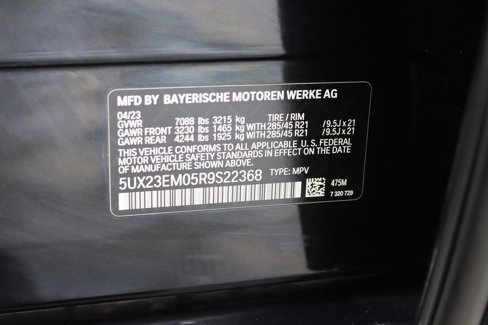 MFD BY BAYERISCHE MOTOREN WERKE AG
04/23
GVWR 7088 lbs 3215 kg TIRE / RIM
GAWR FRONT 3230 lbs 1465 kg WITH 285/45 R21 / 9.5J x 21
GAWR REAR 4244 lbs 1925 kg WITH 285/45 R21 / 9.5J x 21
THIS VEHICLE CONFORMS TO ALL APPLICABLE U.S. FEDERAL
MOTOR VEHICLE SAFETY STANDARDS IN EFFECT ON THE DATE OF
MANUFACTURE SHOWN ABOVE.
5UX23EM05R9S22368 TYPE: MPV
475M
7 320 729